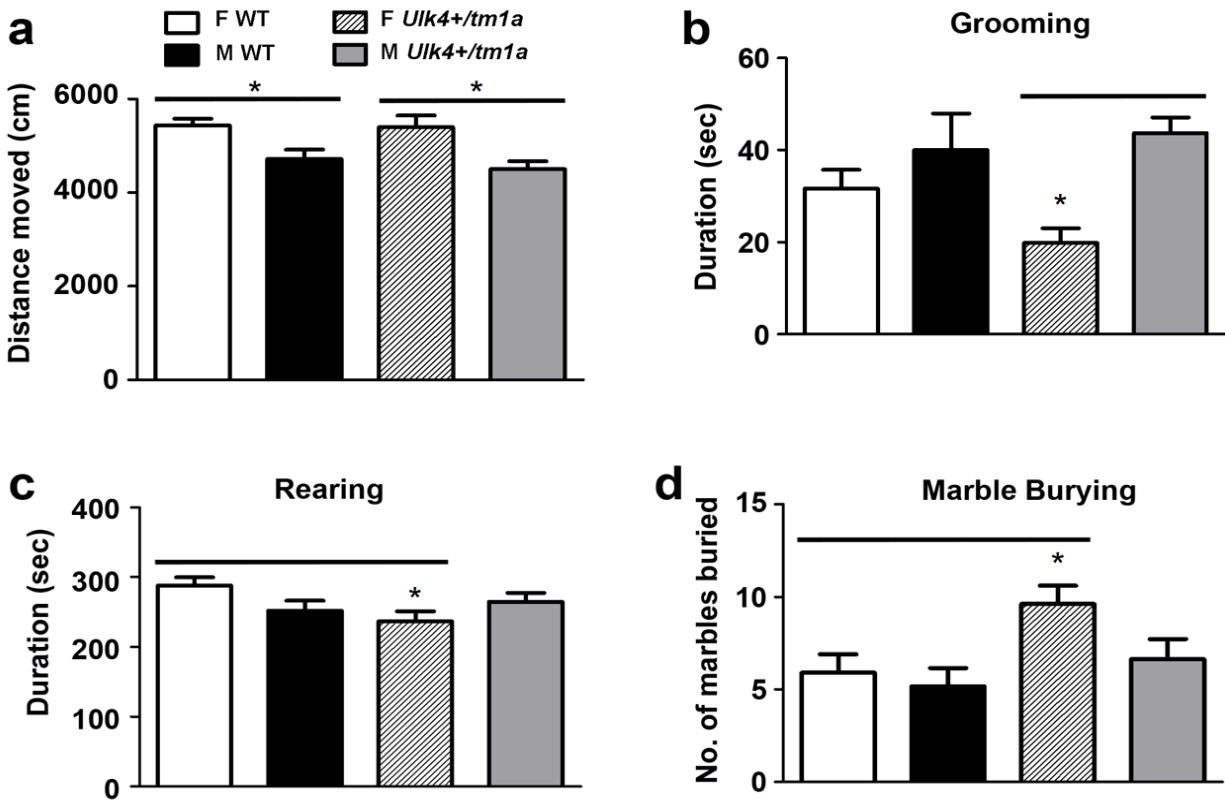 a
F WT
F Ulk4+/tm1a
M WT
M Ulk4+/tm1a
*
*
Distance moved (cm)
6000
4000
2000
0
b
Grooming
Duration (sec)
60
40
20
0
*
c
Rearing
Duration (sec)
400
300
200
100
0
*
d
Marble Burying
No. of marbles buried
15
10
5
0
*